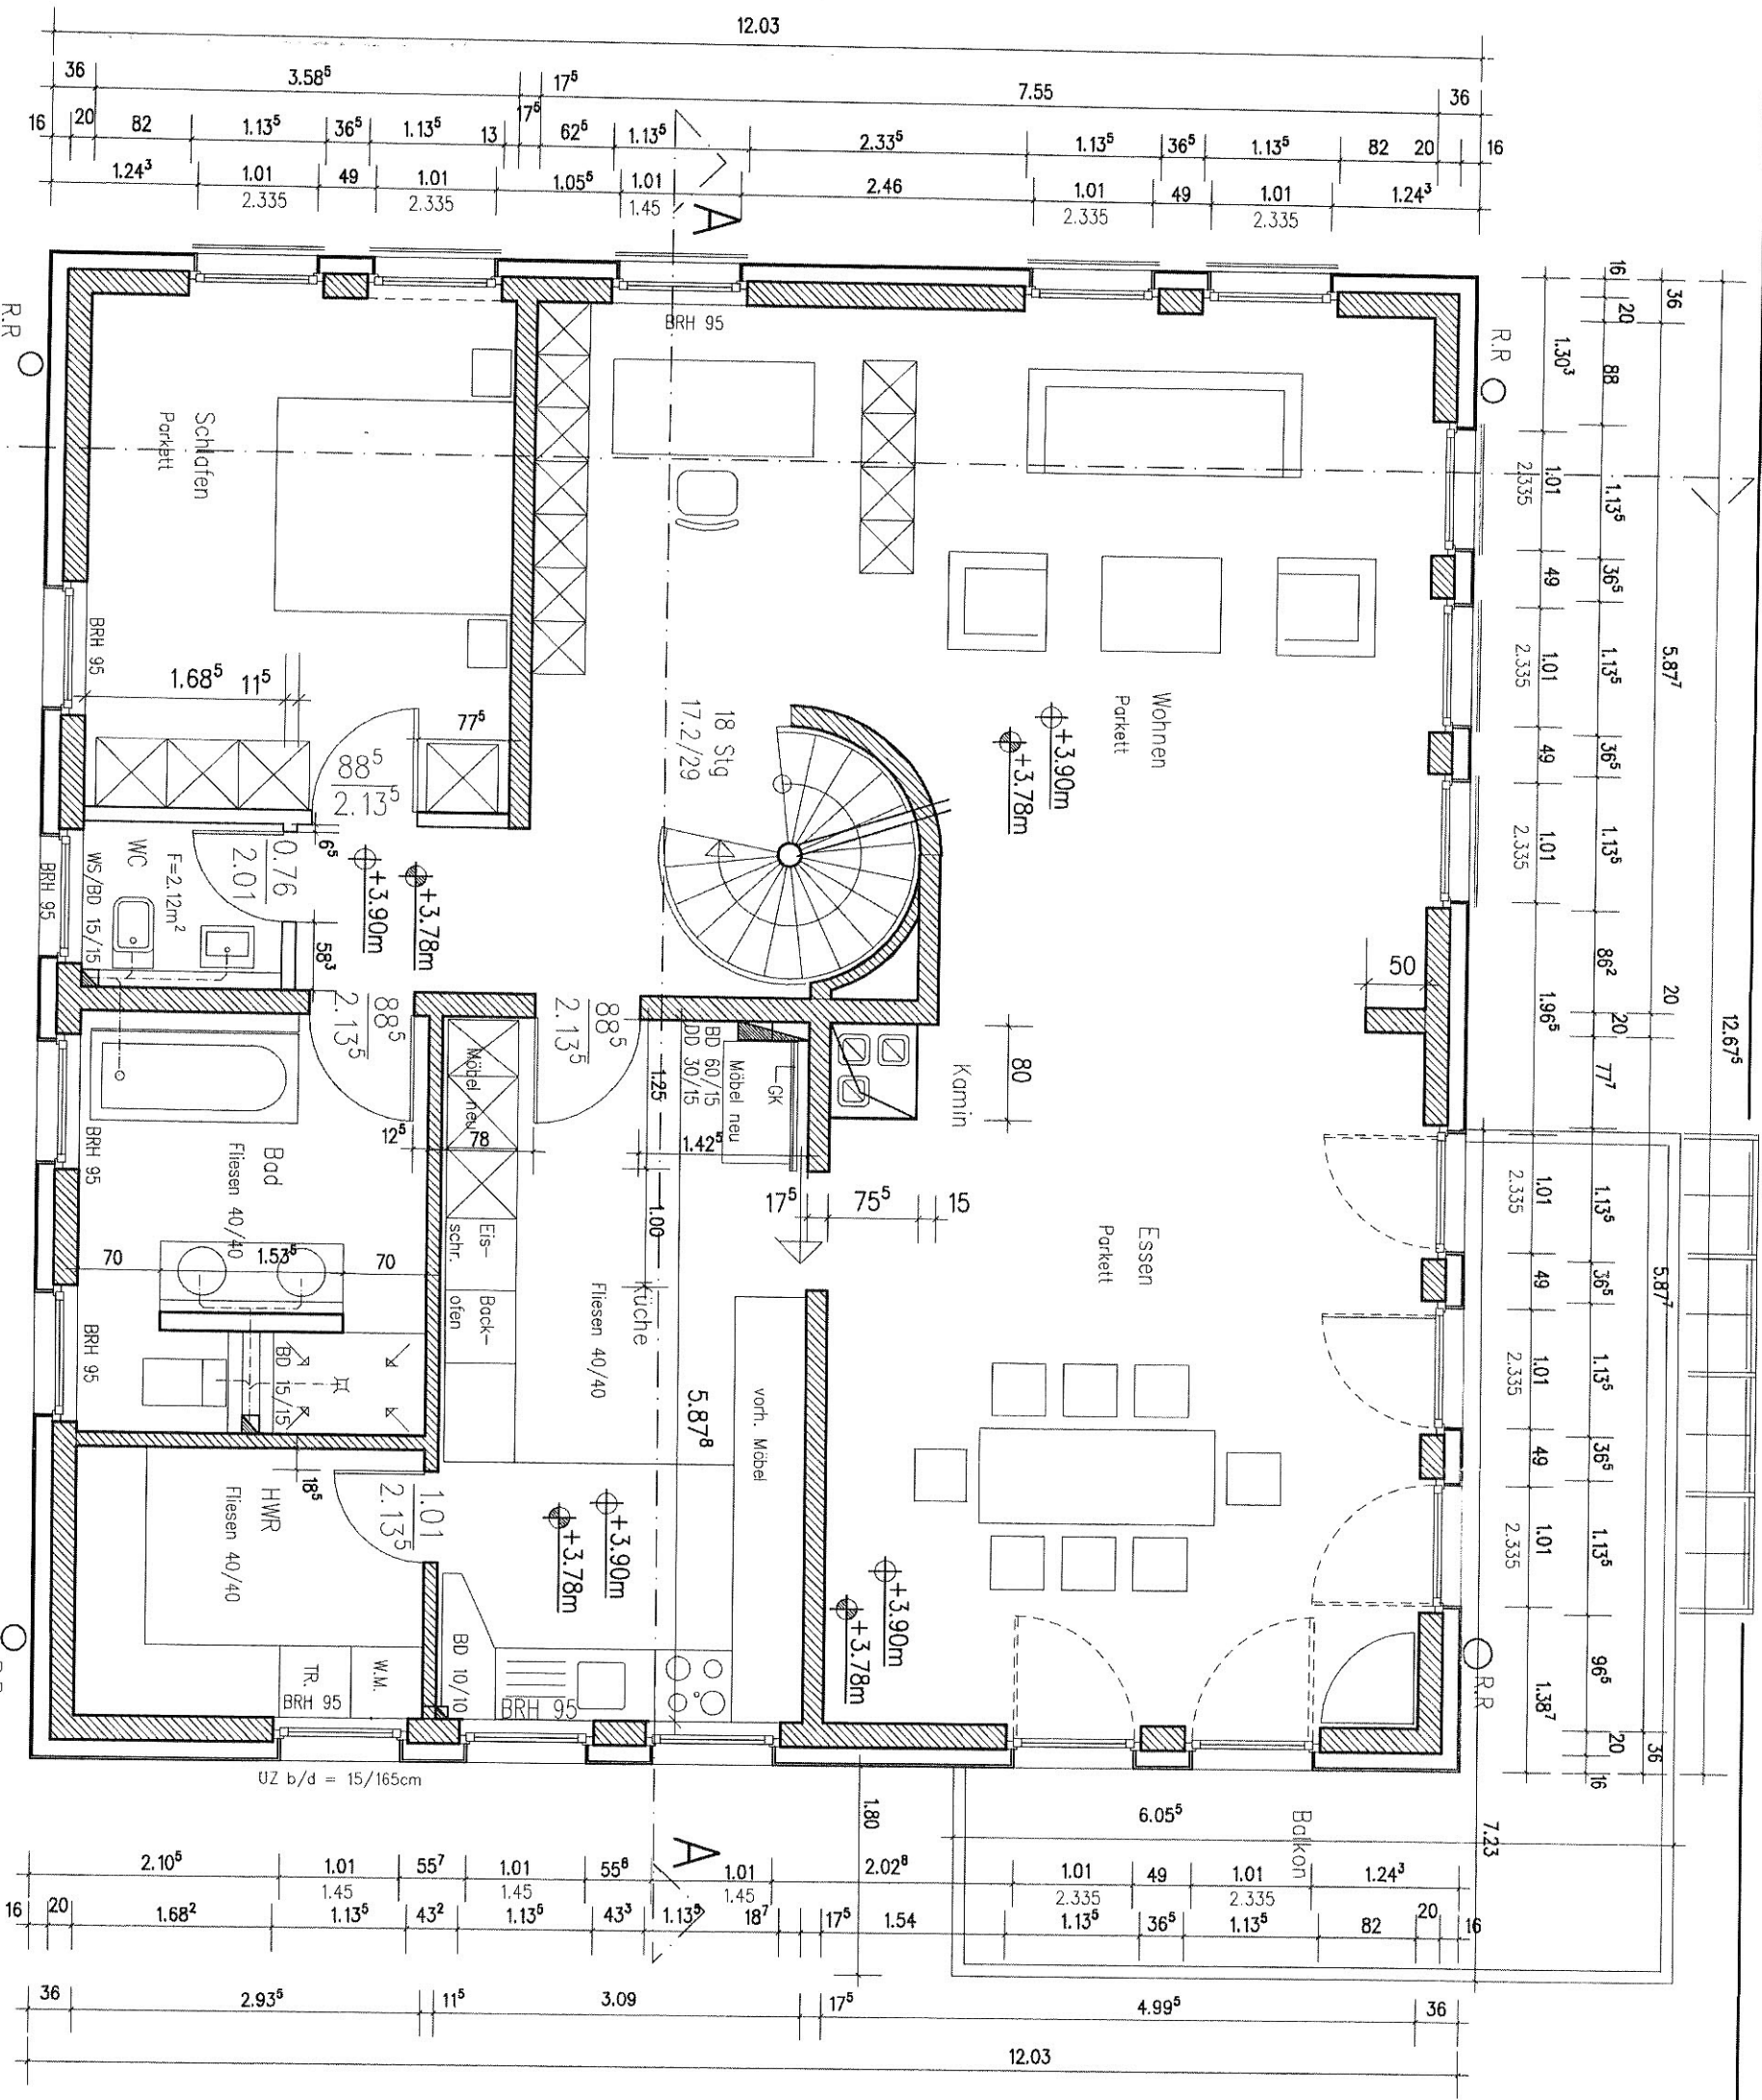 12.03
36 3.58⁵ 17⁵ 7.55 36
16 20 82 1.13⁵ 36⁵ 1.13⁵ 13 17⁵ 62⁵ 1.13⁵ 2.33⁵ 1.13⁵ 36⁵ 1.13⁵ 82 20 16
1.24³ 1.01 49 1.01 1.05⁵ 1.01 2.46 1.01 49 1.01 1.24³
2.335 2.335 1.45 2.335 2.335
A
BRH 95
R.R
R.R
16 20 88 1.13⁵ 36⁵ 1.13⁵ 36⁵ 1.13⁵ 86² 20 77⁷ 1.13⁵ 36⁵ 1.13⁵ 36⁵ 1.13⁵ 96⁵ 20 16
36 5.87⁷ 20 5.87⁷ 36
12.67⁵
1.30³ 1.01 49 1.01 49 1.01 1.96⁵ 1.01 49 1.01 49 1.01 1.38⁷
2.335 2.335 2.335 2.335 2.335 2.335
Schlafen
Parkett
BRH 95
1.68⁵ 11⁵
77⁵
88⁵
2.13⁵
18 Stg
17.2/29
Wohnen
Parkett
+3.90m
+3.78m
50
WC
F=2.12m²
WS/BD 15/15
BRH 95
0.76
2.01
6⁵
58³
+3.90m
+3.78m
88⁵
2.13⁵
88⁵
2.13⁵
Kamin
80
BD 60/15
DD 30/15
Möbel neu
GK
1.25
1.42⁵
1.00
17⁵ 75⁵ 15
Möbel neu
12⁵ 78
Bad
Fliesen 40/40
BRH 95
70 1.53⁵ 70
BRH 95
BD 15/15
Eis-
schr.
Back-
ofen
Küche
Fliesen 40/40
5.87⁸
vorh. Möbel
Essen
Parkett
+3.90m
+3.78m
+3.90m
+3.78m
18⁵
HWR
Fliesen 40/40
1.01
2.135
TR.
W.M.
BRH 95
BD 10/10
BRH 95
R.R
UZ b/d = 15/165cm
1.80
6.05⁵
Balkon
7.23
A
2.10⁵ 1.01 55⁷ 1.01 55⁸ 1.01 2.02⁸ 1.01 49 1.01 1.24³
1.45 1.45 1.45 2.335 2.335
16 20 1.68² 1.13⁵ 43² 1.13⁵ 43³ 1.13⁵ 18⁷ 17⁵ 1.54 1.13⁵ 36⁵ 1.13⁵ 82 20 16
36 2.93⁵ 11⁵ 3.09 17⁵ 4.99⁵ 36
12.03